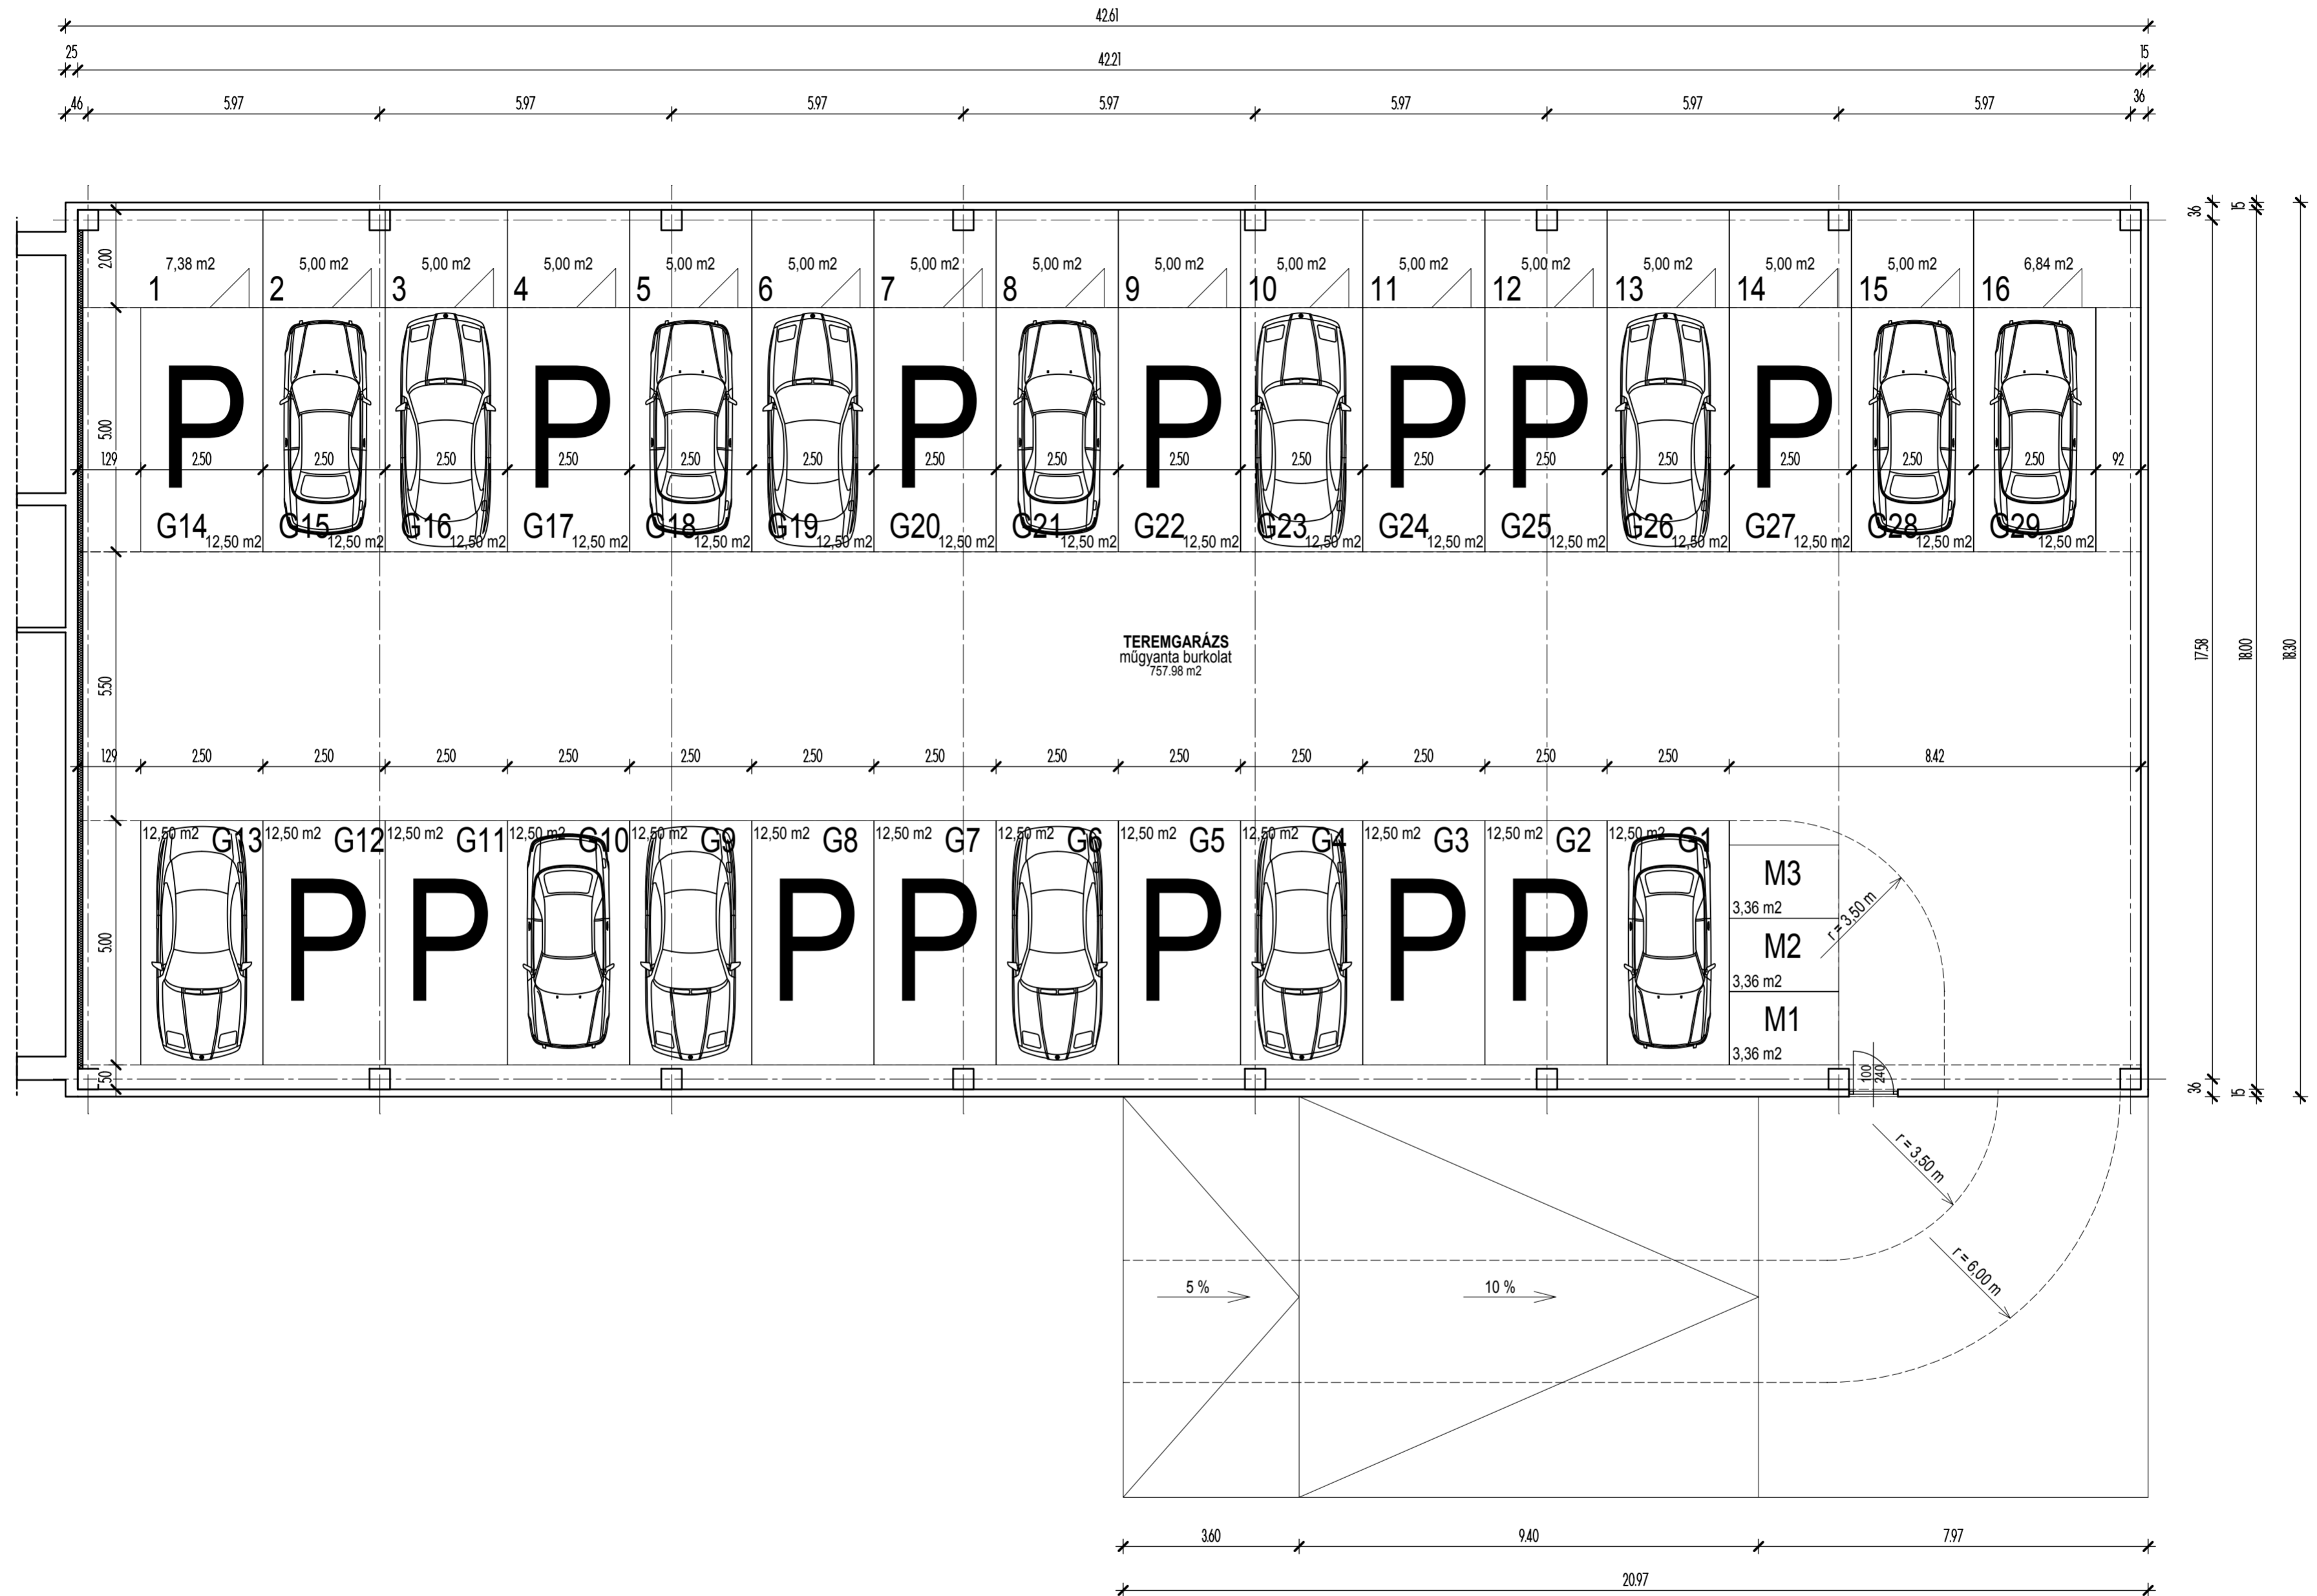 42.61
25 42.21 15
46 5.97 5.97 5.97 5.97 5.97 5.97 5.97 36
36 15
2.00
7,38 m2 5,00 m2 5,00 m2 5,00 m2 5,00 m2 5,00 m2 5,00 m2 5,00 m2 5,00 m2 5,00 m2 5,00 m2 5,00 m2 5,00 m2 5,00 m2 5,00 m2 6,84 m2
1 2 3 4 5 6 7 8 9 10 11 12 13 14 15 16
5.00
P P P P P P P
1.29 2.50 2.50 2.50 2.50 2.50 2.50 2.50 2.50 2.50 2.50 2.50 2.50 2.50 2.50 2.50 2.50 92
G14 G15 G16 G17 G18 G19 G20 G21 G22 G23 G24 G25 G26 G27 G28 G29
12,50 m2 12,50 m2 12,50 m2 12,50 m2 12,50 m2 12,50 m2 12,50 m2 12,50 m2 12,50 m2 12,50 m2 12,50 m2 12,50 m2 12,50 m2 12,50 m2 12,50 m2 12,50 m2
TEREMGARÁZS
műgyanta burkolat
757.98 m2
17.58 18.00 18.30
5.50
1.29 2.50 2.50 2.50 2.50 2.50 2.50 2.50 2.50 2.50 2.50 2.50 2.50 2.50 8.42
12,50 m2 G13 12,50 m2 G12 12,50 m2 G11 12,50 m2 G10 12,50 m2 G9 12,50 m2 G8 12,50 m2 G7 12,50 m2 G6 12,50 m2 G5 12,50 m2 G4 12,50 m2 G3 12,50 m2 G2 12,50 m2 G1
5.00
P P P P P P P P
M3
3,36 m2
r = 3,50 m
M2
3,36 m2
M1
3,36 m2
50
100
240
36 15
r = 3,50 m
r = 6,00 m
5 % 10 %
3.60 9.40 7.97
20.97